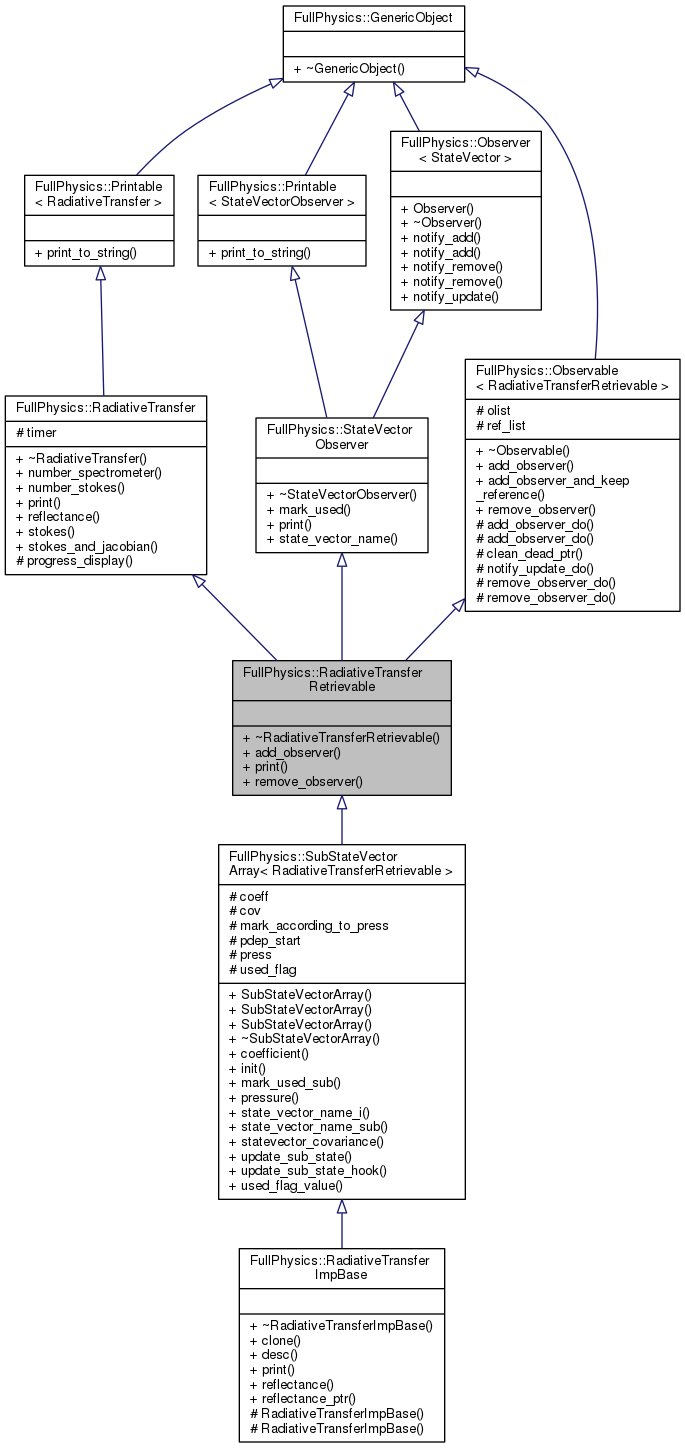 FullPhysics::GenericObject
+ ~GenericObject()
FullPhysics::Observer
< StateVector >
+ Observer()
+ ~Observer()
+ notify_add()
+ notify_add()
+ notify_remove()
+ notify_remove()
+ notify_update()
FullPhysics::Printable
< RadiativeTransfer >
+ print_to_string()
FullPhysics::Printable
< StateVectorObserver >
+ print_to_string()
FullPhysics::Observable
< RadiativeTransferRetrievable >
# olist
# ref_list
+ ~Observable()
+ add_observer()
+ add_observer_and_keep
_reference()
+ remove_observer()
# add_observer_do()
# add_observer_do()
# clean_dead_ptr()
# notify_update_do()
# remove_observer_do()
# remove_observer_do()
FullPhysics::RadiativeTransfer
# timer
+ ~RadiativeTransfer()
+ number_spectrometer()
+ number_stokes()
+ print()
+ reflectance()
+ stokes()
+ stokes_and_jacobian()
# progress_display()
FullPhysics::StateVector
Observer
+ ~StateVectorObserver()
+ mark_used()
+ print()
+ state_vector_name()
FullPhysics::RadiativeTransfer
Retrievable
+ ~RadiativeTransferRetrievable()
+ add_observer()
+ print()
+ remove_observer()
FullPhysics::SubStateVector
Array< RadiativeTransferRetrievable >
# coeff
# cov
# mark_according_to_press
# pdep_start
# press
# used_flag
+ SubStateVectorArray()
+ SubStateVectorArray()
+ SubStateVectorArray()
+ ~SubStateVectorArray()
+ coefficient()
+ init()
+ mark_used_sub()
+ pressure()
+ state_vector_name_i()
+ state_vector_name_sub()
+ statevector_covariance()
+ update_sub_state()
+ update_sub_state_hook()
+ used_flag_value()
FullPhysics::RadiativeTransfer
ImpBase
+ ~RadiativeTransferImpBase()
+ clone()
+ desc()
+ print()
+ reflectance()
+ reflectance_ptr()
# RadiativeTransferImpBase()
# RadiativeTransferImpBase()